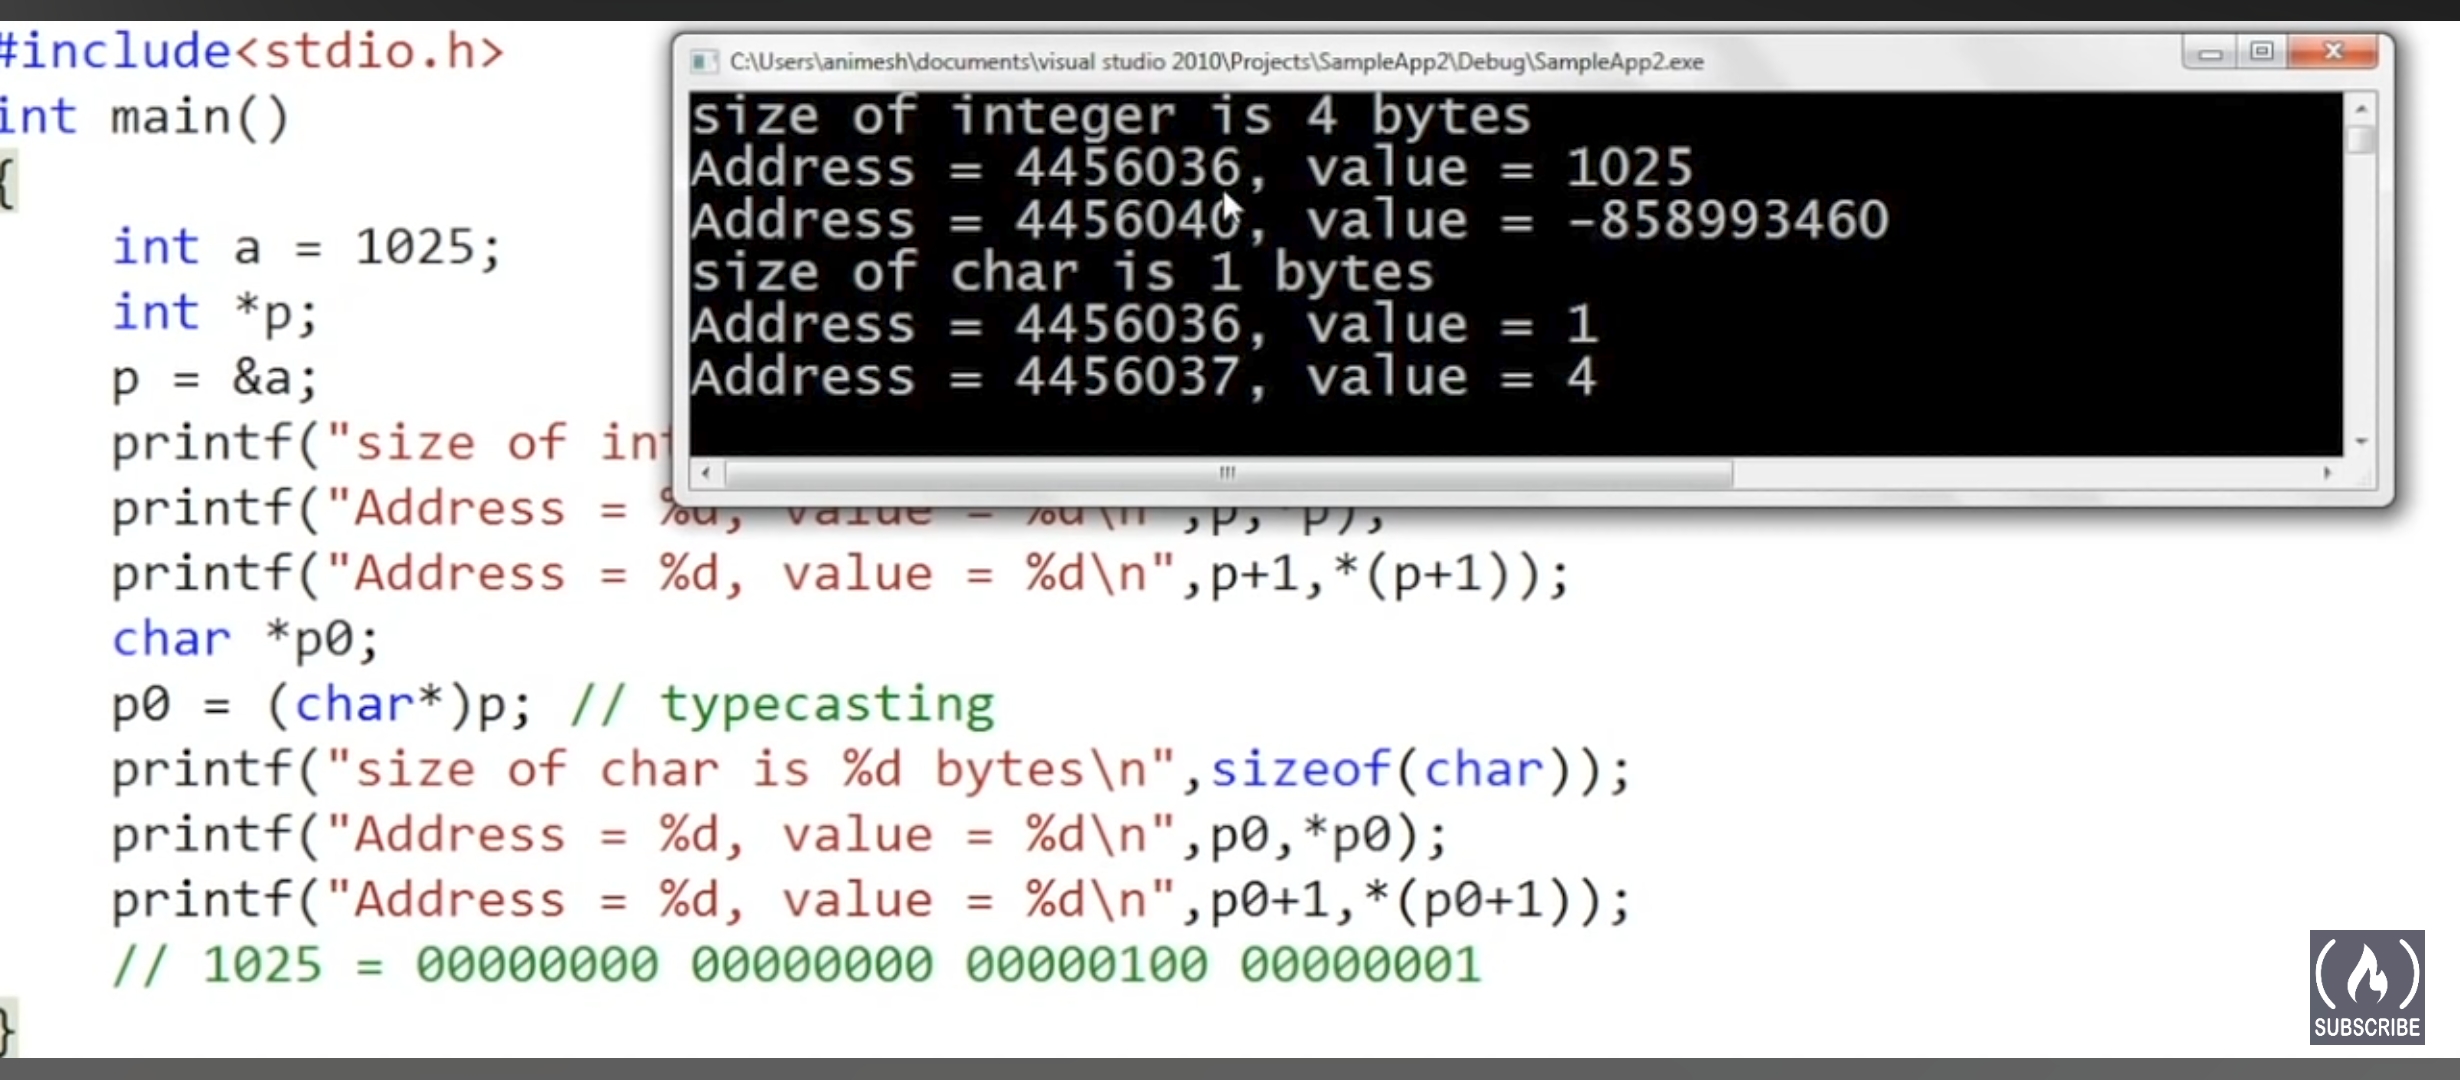 #include<stdio.h>
int main()
{
int a = 1025;
int *p;
p = &a;
printf("size of int
printf("Address = %d, value = %d\n",p,*p);
printf("Address = %d, value = %d\n",p+1,*(p+1));
char *p0;
p0 = (char*)p; // typecasting
printf("size of char is %d bytes\n",sizeof(char));
printf("Address = %d, value = %d\n",p0,*p0);
printf("Address = %d, value = %d\n",p0+1,*(p0+1));
// 1025 = 00000000 00000000 00000100 00000001
}
C:\Users\animesh\documents\visual studio 2010\Projects\SampleApp2\Debug\SampleApp2.exe
size of integer is 4 bytes
Address = 4456036, value = 1025
Address = 4456040, value = -858993460
size of char is 1 bytes
Address = 4456036, value = 1
Address = 4456037, value = 4
SUBSCRIBE